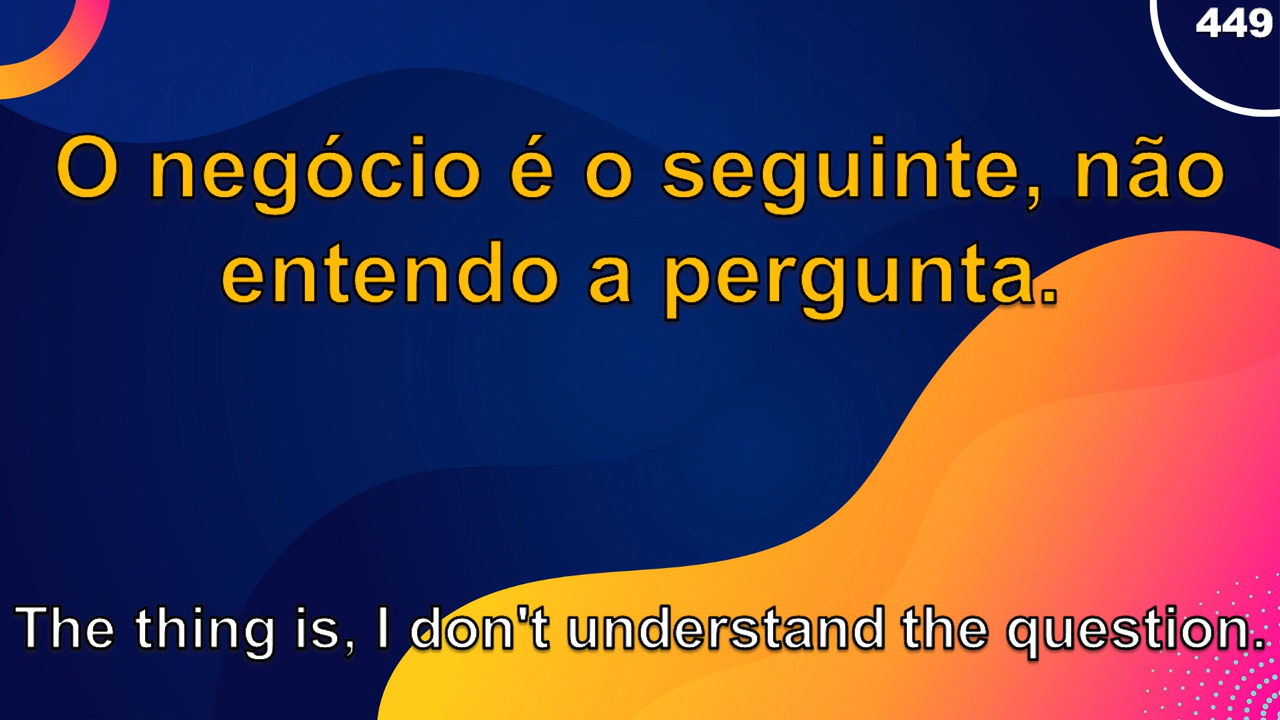 449
O negócio é o seguinte, não
entendo a pergunta.
The thing is, I don't understand the question.